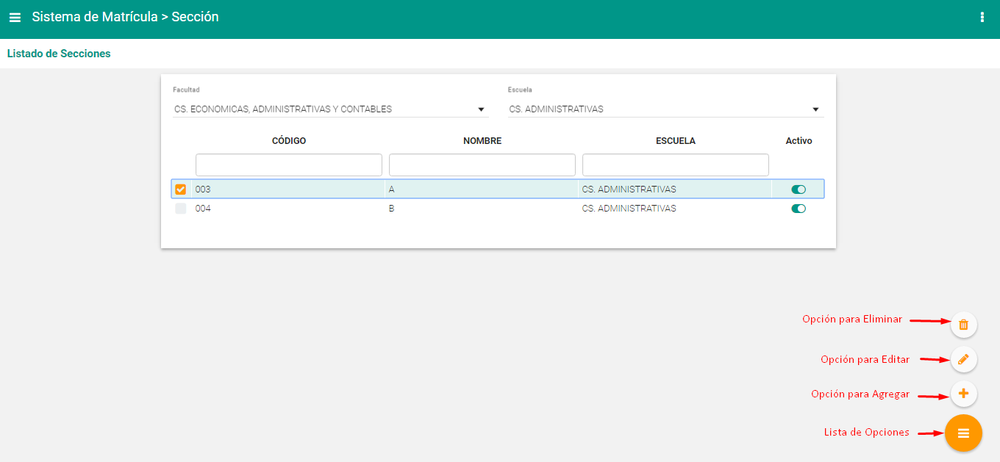 Sistema de Matrícula > Sección
Listado de Secciones
Facultad Escuela
CS. ECONOMICAS, ADMINISTRATIVAS Y CONTABLES CS. ADMINISTRATIVAS
CÓDIGO NOMBRE ESCUELA Activo
003 A CS. ADMINISTRATIVAS
004 B CS. ADMINISTRATIVAS
Opción para Eliminar
Opción para Editar
Opción para Agregar
Lista de Opciones